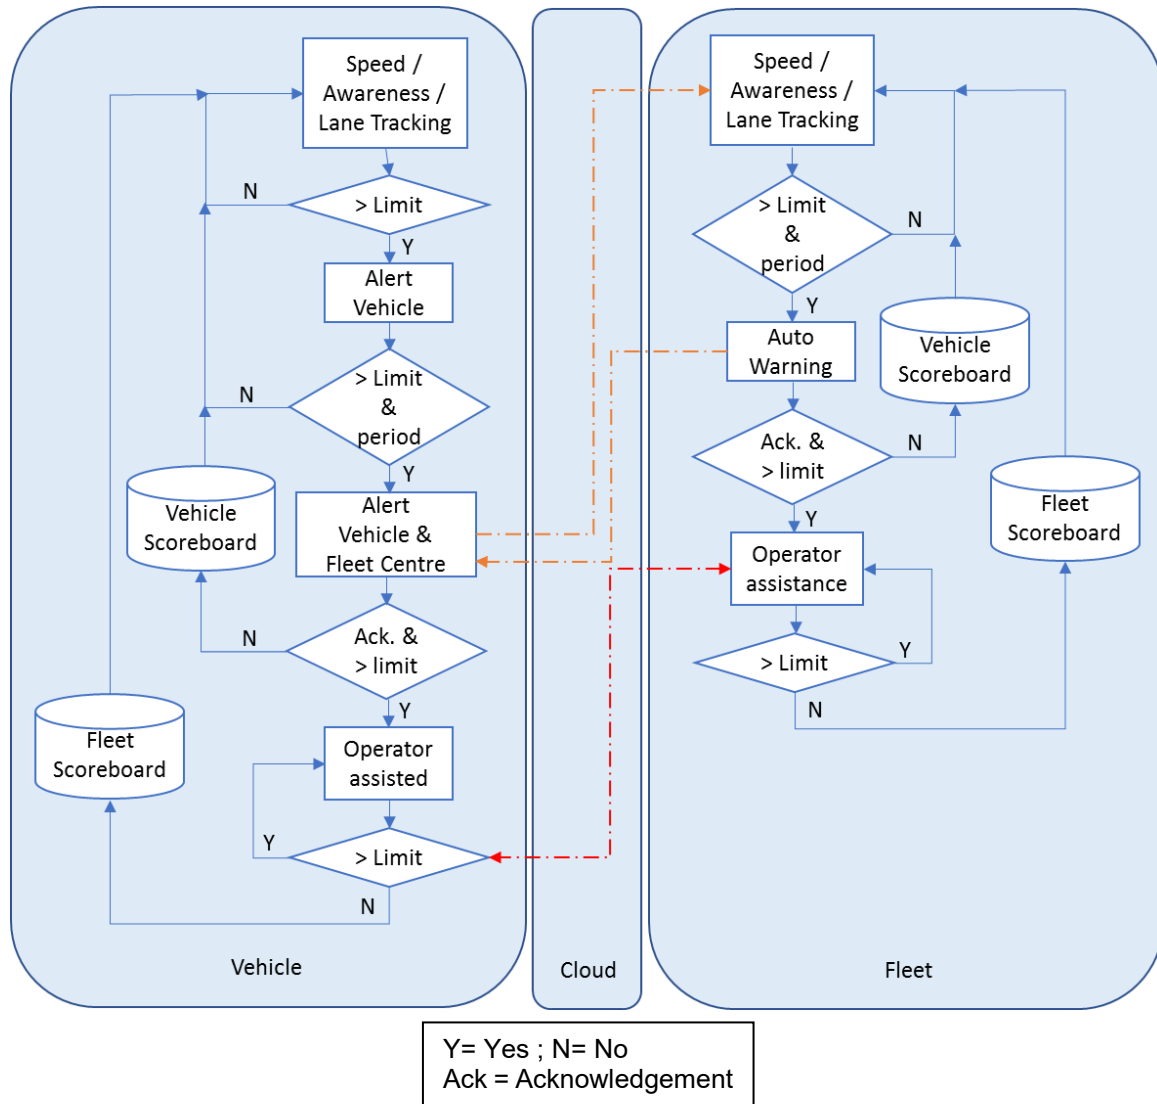 Speed /
Awareness /
Lane Tracking
N
> Limit
Y
Alert
Vehicle
> Limit
&
period
N
Y
Alert
Vehicle &
Fleet Centre
Vehicle
Scoreboard
Ack. &
> limit
N
Y
Fleet
Scoreboard
Operator
assisted
Y
> Limit
N
Vehicle
Cloud
Speed /
Awareness /
Lane Tracking
> Limit
&
period
N
Y
Auto
Warning
Vehicle
Scoreboard
Ack. &
> limit
N
Y
Fleet
Scoreboard
Operator
assistance
> Limit
Y
N
Fleet
Y= Yes ; N= No
Ack = Acknowledgement